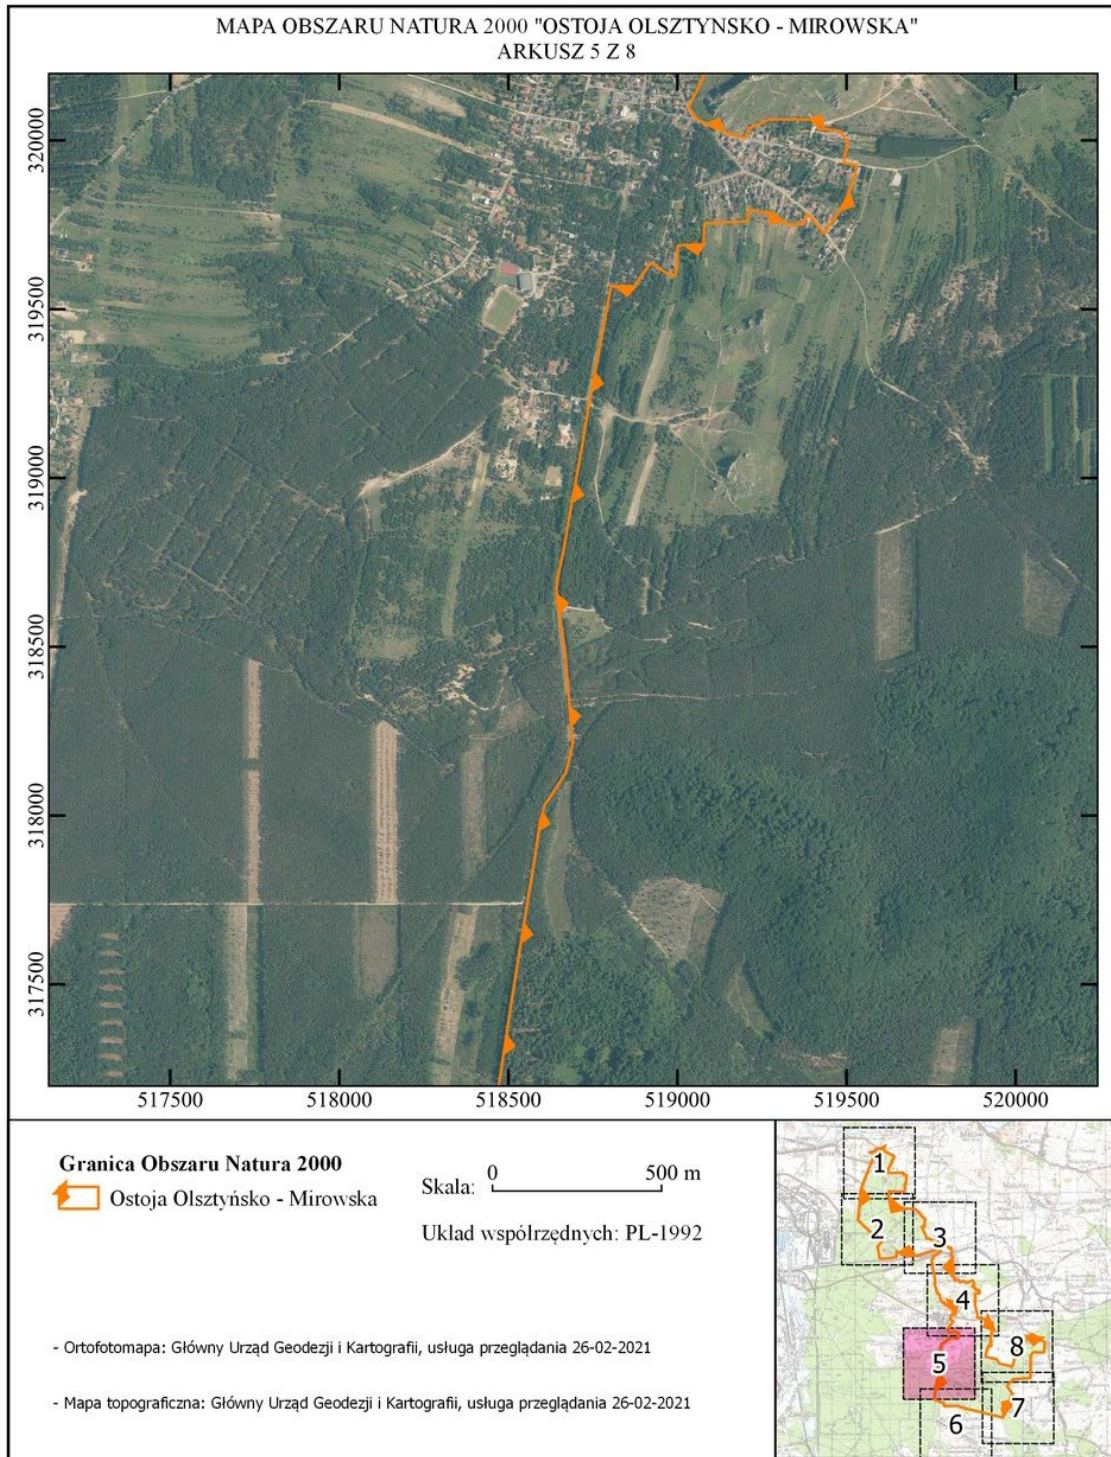 MAPA OBSZARU NATURA 2000 "OSTOJA OLSZTYNSKO - MIROWSKA"
ARKUSZ 5 Z 8
320000
319500
319000
318500
318000
317500
517500 518000 518500 519000 519500 520000
Granica Obszaru Natura 2000
Ostoja Olsztyńsko - Mirowska
Skala: 0 500 m
Układ współrzędnych: PL-1992
- Ortofotomapa: Główny Urząd Geodezji i Kartografii, usługa przeglądania 26-02-2021
- Mapa topograficzna: Główny Urząd Geodezji i Kartografii, usługa przeglądania 26-02-2021
1
2
3
4
5
8
7
6